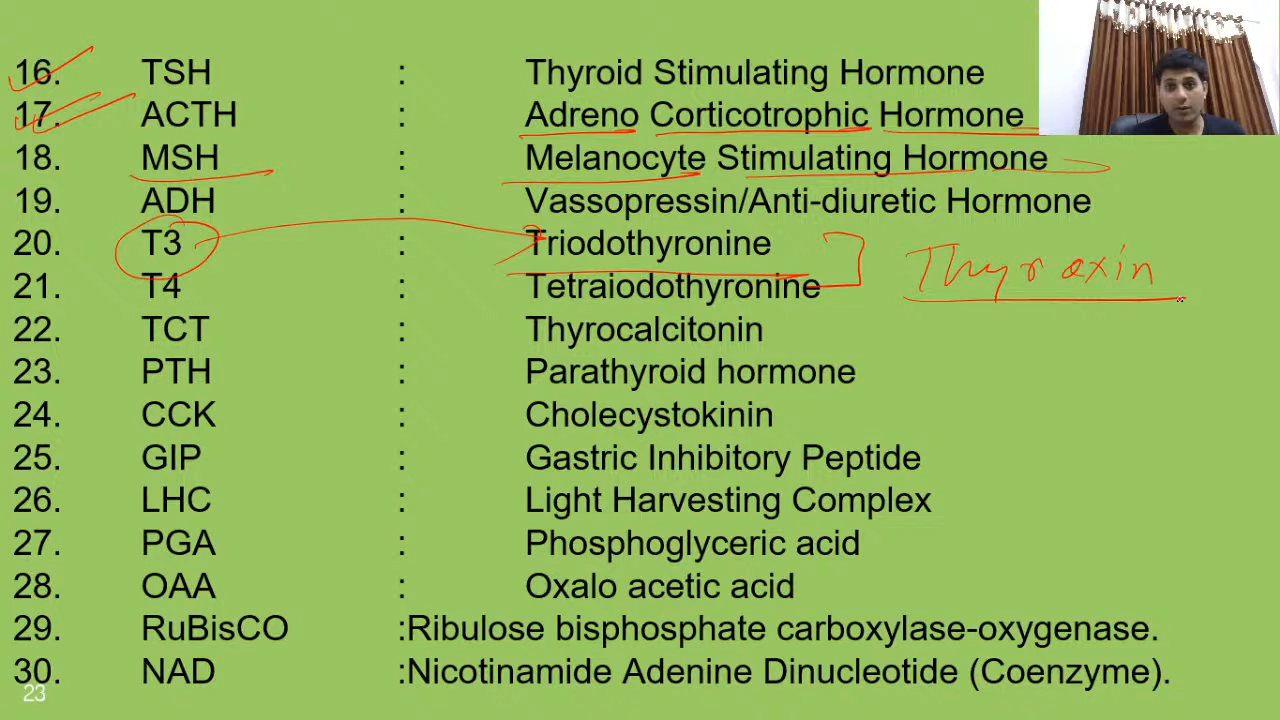 16. TSH : Thyroid Stimulating Hormone
17. ACTH : Adreno Corticotrophic Hormone
18. MSH : Melanocyte Stimulating Hormone
19. ADH : Vassopressin/Anti-diuretic Hormone
20. T3 : Triodothyronine
21. T4 : Tetraiodothyronine
Thyroxin
22. TCT : Thyrocalcitonin
23. PTH : Parathyroid hormone
24. CCK : Cholecystokinin
25. GIP : Gastric Inhibitory Peptide
26. LHC : Light Harvesting Complex
27. PGA : Phosphoglyceric acid
28. OAA : Oxalo acetic acid
29. RuBisCO :Ribulose bisphosphate carboxylase-oxygenase.
30. NAD :Nicotinamide Adenine Dinucleotide (Coenzyme).
23